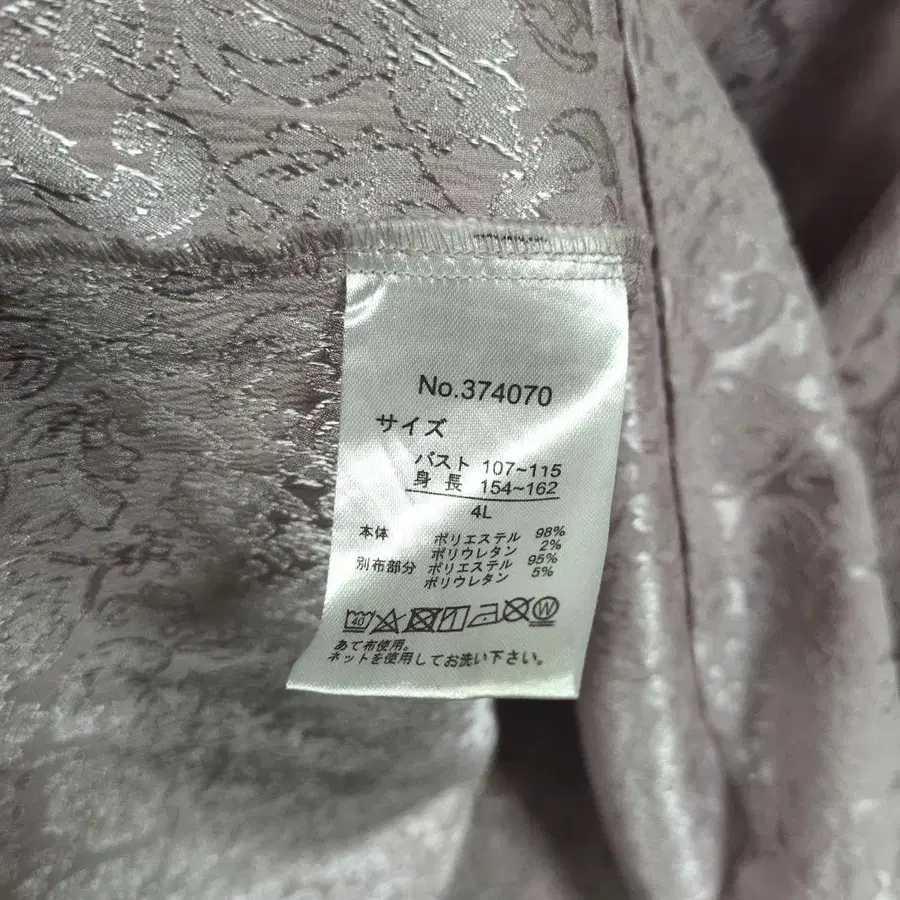 No.374070
サイズ
バスト 107~115
身長 154~162
4L
本体 ポリエステル 98%
ポリウレタン 2%
別布部分 ポリエステル 95%
ポリウレタン 5%
40 W
あて布使用。
ネットを使用してお洗い下さい。